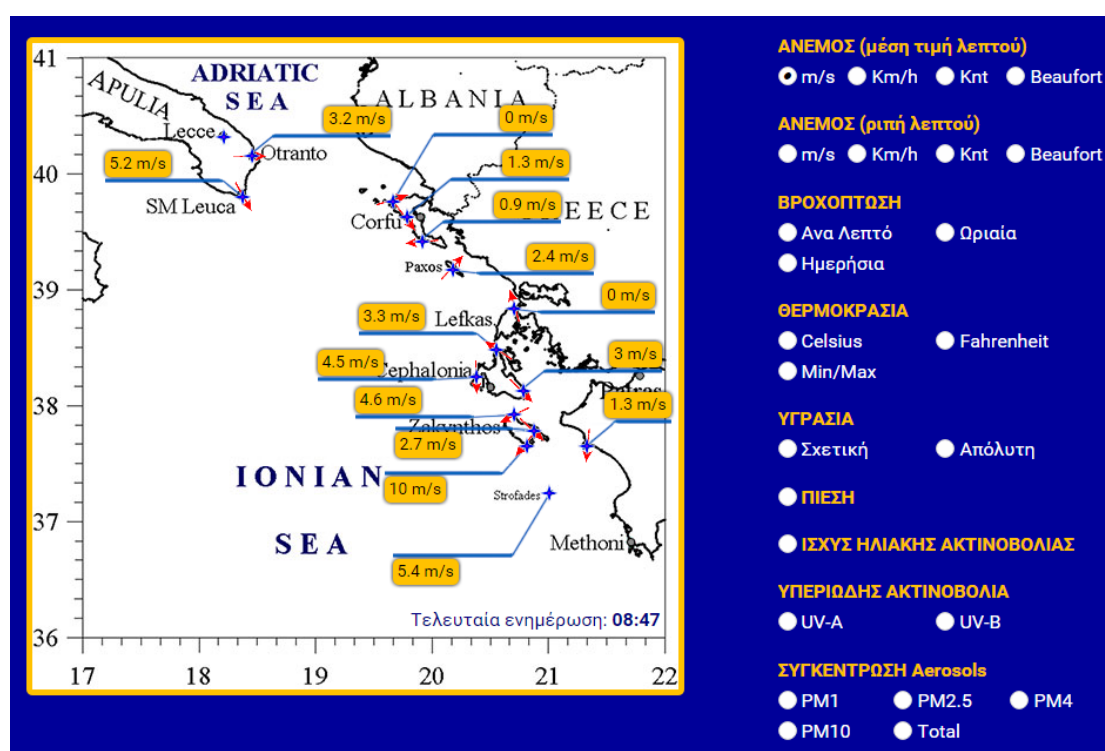 41
ADRIATIC
SEA
APULIA
ALBANIA
3.2 m/s
0 m/s
Lecce
Otranto
5.2 m/s
1.3 m/s
40
SM Leuca
0.9 m/s
Corfu
GREECE
Paxos
2.4 m/s
39
0 m/s
3.3 m/s
Lefkas
4.5 m/s
Cephalonia
3 m/s
Patras
4.6 m/s
1.3 m/s
38
Zakynthos
2.7 m/s
IONIAN
10 m/s
Strofades
37
SEA
Methoni
5.4 m/s
Τελευταία ενημέρωση: 08:47
36
17 18 19 20 21 22
ΑΝΕΜΟΣ (μέση τιμή λεπτού)
m/s Km/h Knt Beaufort
ΑΝΕΜΟΣ (ριπή λεπτού)
m/s Km/h Knt Beaufort
ΒΡΟΧΟΠΤΩΣΗ
Ανα Λεπτό Ωριαία
Ημερήσια
ΘΕΡΜΟΚΡΑΣΙΑ
Celsius Fahrenheit
Min/Max
ΥΓΡΑΣΙΑ
Σχετική Απόλυτη
ΠΙΕΣΗ
ΙΣΧΥΣ ΗΛΙΑΚΗΣ ΑΚΤΙΝΟΒΟΛΙΑΣ
ΥΠΕΡΙΩΔΗΣ ΑΚΤΙΝΟΒΟΛΙΑ
UV-A UV-B
ΣΥΓΚΕΝΤΡΩΣΗ Aerosols
PM1 PM2.5 PM4
PM10 Total